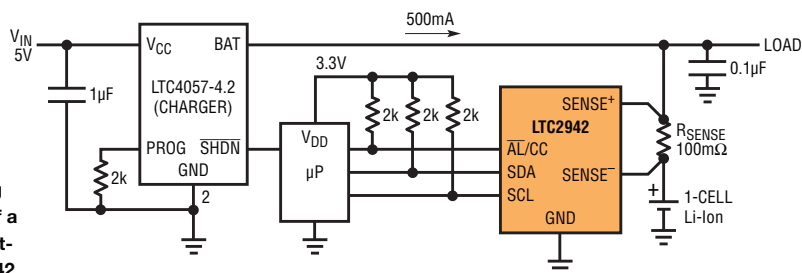 500mA
VIN
5V
VCC
BAT
LOAD
LTC4057-4.2
(CHARGER)
1µF
3.3V
0.1µF
2k
2k
2k
SENSE+
LTC2942
RSENSE
100mΩ
PROG
SHDN
VDD
AL/CC
GND
µP
SDA
SENSE–
2k
2
SCL
+
1-CELL
Li-Ion
GND
f a
t-
42